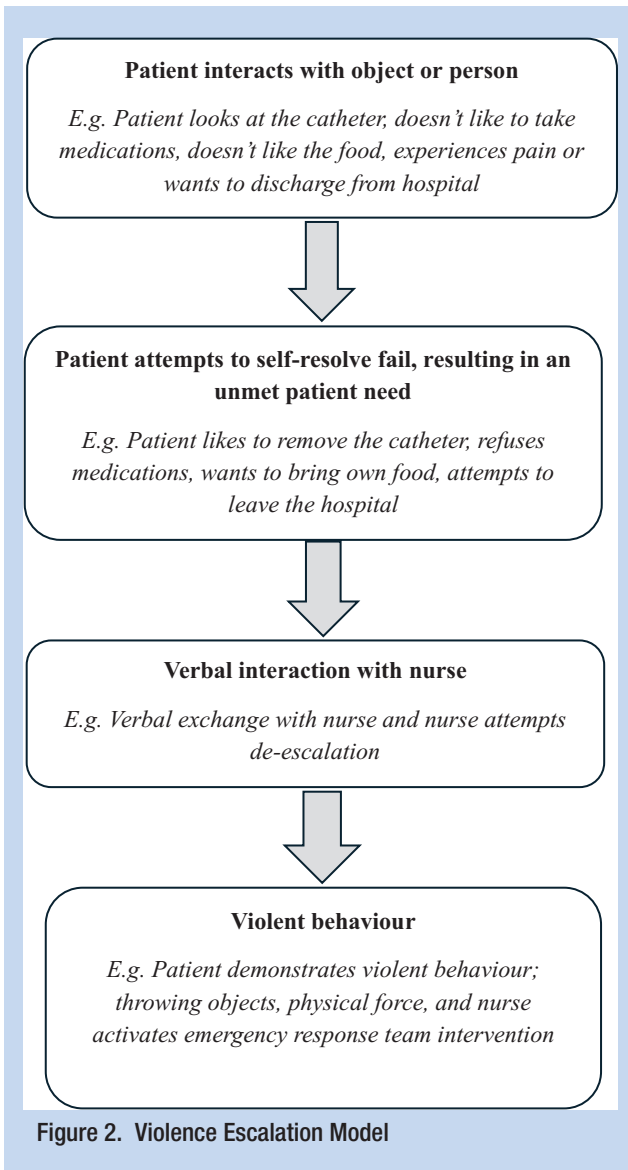 Patient interacts with object or person
E.g. Patient looks at the catheter, doesn’t like to take
medications, doesn’t like the food, experiences pain or
wants to discharge from hospital
Patient attempts to self-resolve fail, resulting in an
unmet patient need
E.g. Patient likes to remove the catheter, refuses
medications, wants to bring own food, attempts to
leave the hospital
Verbal interaction with nurse
E.g. Verbal exchange with nurse and nurse attempts
de-escalation
Violent behaviour
E.g. Patient demonstrates violent behaviour;
throwing objects, physical force, and nurse
activates emergency response team intervention
Figure 2. Violence Escalation Model